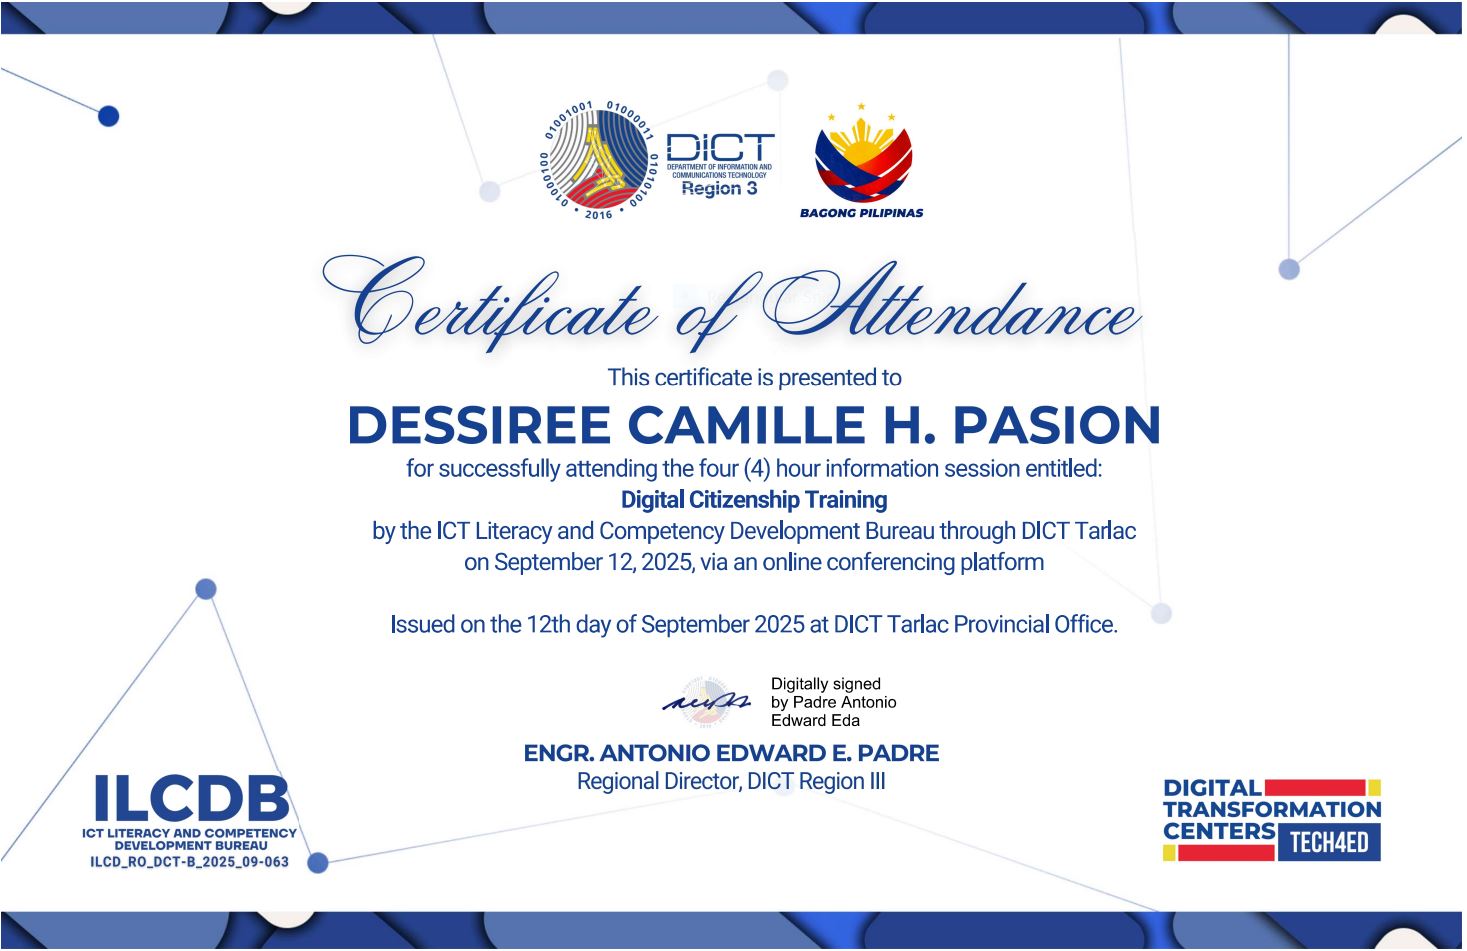 01000100 01001001 01000011 01010100
• 2016 •
DICT
DEPARTMENT OF INFORMATION AND
COMMUNICATIONS TECHNOLOGY
Region 3
BAGONG PILIPINAS
Certificate of Attendance
This certificate is presented to
DESSIREE CAMILLE H. PASION
for successfully attending the four (4) hour information session entitled:
Digital Citizenship Training
by the ICT Literacy and Competency Development Bureau through DICT Tarlac
on September 12, 2025, via an online conferencing platform
Issued on the 12th day of September 2025 at DICT Tarlac Provincial Office.
Digitally signed
by Padre Antonio
Edward Eda
ENGR. ANTONIO EDWARD E. PADRE
Regional Director, DICT Region III
ILCDB
ICT LITERACY AND COMPETENCY
DEVELOPMENT BUREAU
ILCD_RO_DCT-B_2025_09-063
DIGITAL
TRANSFORMATION
CENTERS
TECH4ED